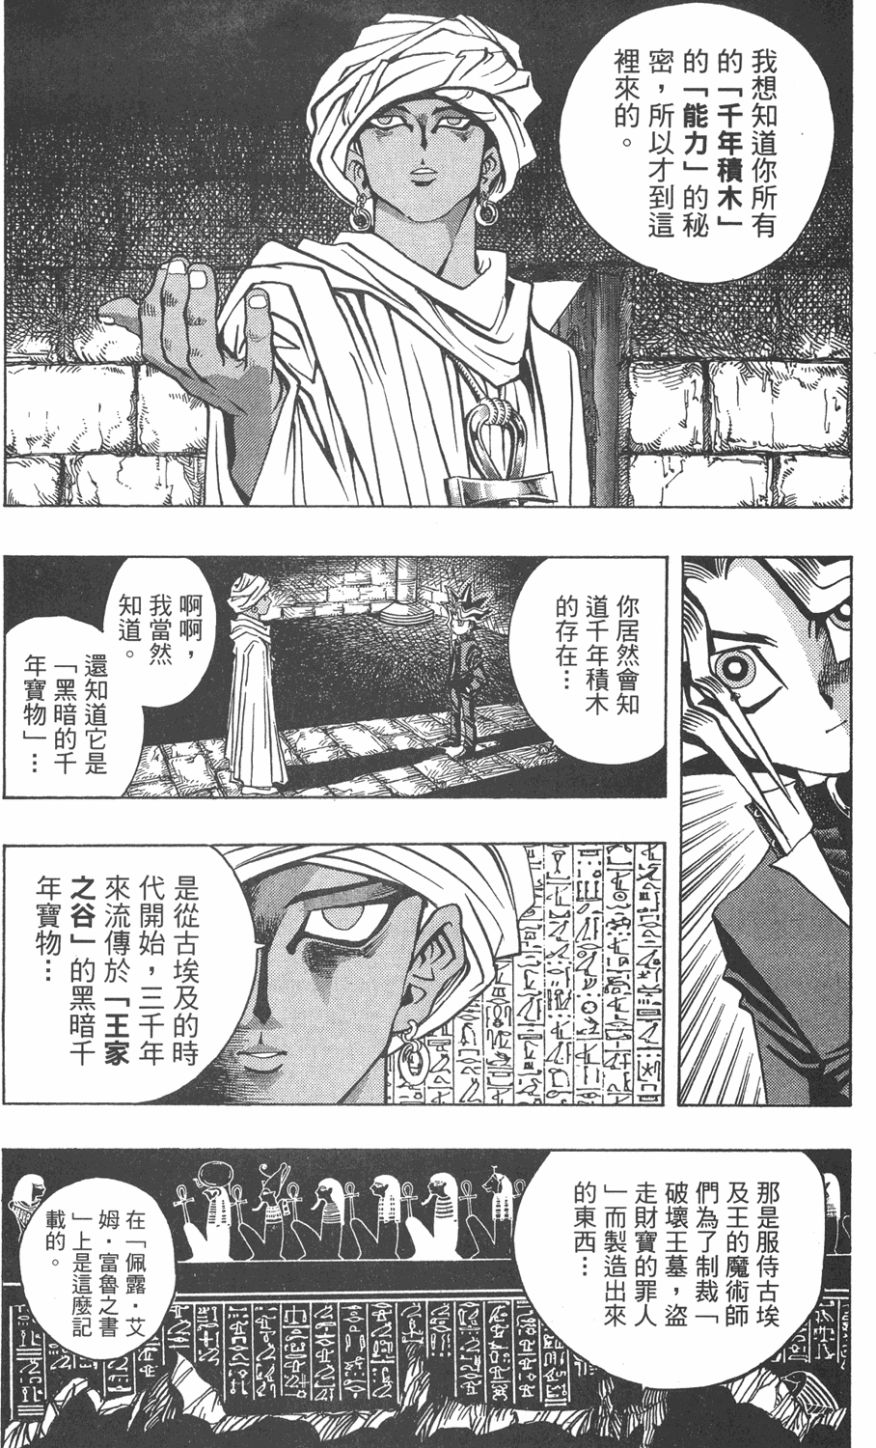 我想知道你所有
的「千年積木」
的「能力」的秘
密，所以才到這
裡來的。
你居然會知
道千年積木
的存在…
啊啊，
我當然
知道。
還知道它是
「黑暗的千
年寶物」…
是從古埃及的時
代開始，三千年
來流傳於「王家
之谷」的黑暗千
年寶物…
那是服侍古埃
及王的魔術師
們為了制裁「
破壞王墓，盜
走財寶的罪人
」而製造出來
的東西…
在「佩露．艾
姆．富魯之書
」上是這麼記
載的。